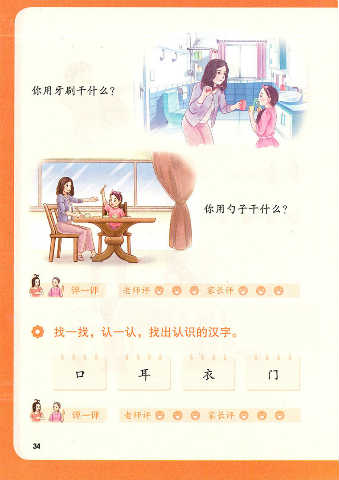 你用牙刷干什么？
你用勺子干什么？
评一评 老师评 家长评
找一找，认一认，找出认识的汉字。
口 耳 衣 门
评一评 老师评 家长评
34